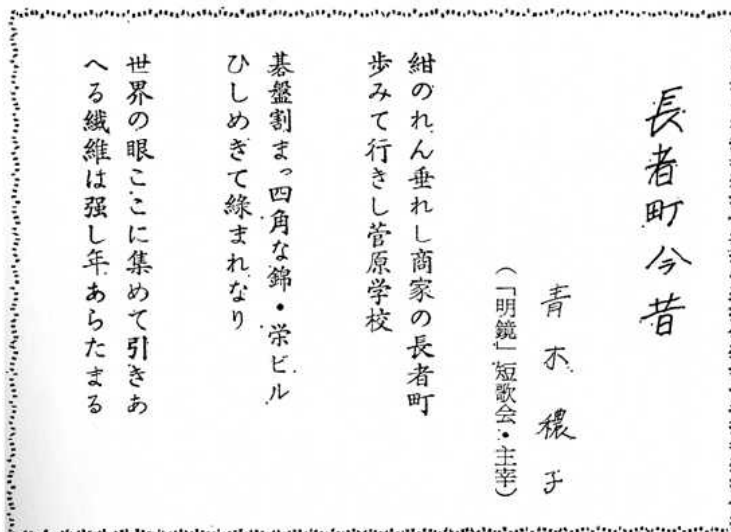 長者町今昔
青木穠子
（「明鏡」短歌会・主宰）
紺のれん垂れし商家の長者町
歩みて行きし菅原学校
碁盤割まっ四角な錦・栄ビル
ひしめぎて緑まれなり
世界の眼ここに集めて引きあ
へる繊維は强し年あらたまる